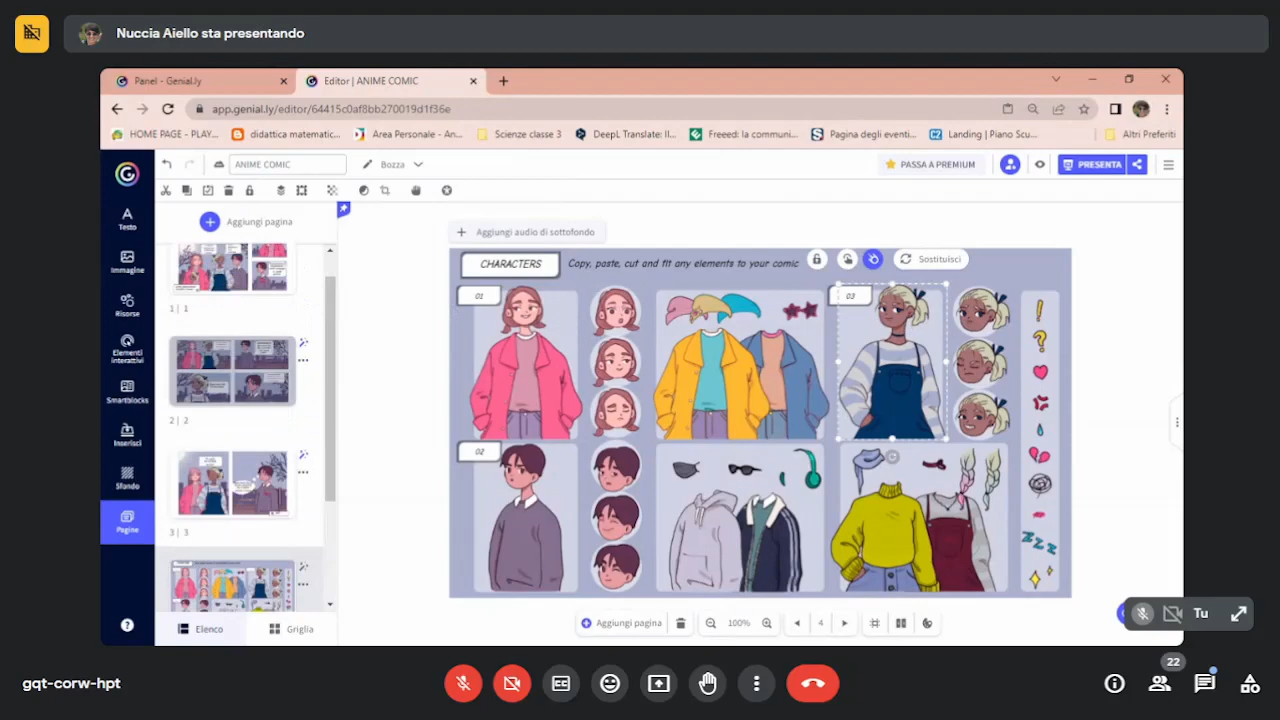 Nuccia Aiello sta presentando
Panel - Genially
Editor | ANIME COMIC
app.genial.ly/editor/64415c0af8bb270019d1f36e
HOME PAGE - PLAY...
didattica matematic...
Area Personale - An...
Scienze classe 3
DeepL Translate: Il...
Freeed: la communi...
Pagina degli eventi...
Landing | Piano Scu...
Altri Preferiti
ANIME COMIC
Bozza
PASSA A PREMIUM
PRESENTA
Testo
Immagine
Risorse
Elementi interattivi
Smartblocks
Inserisci
Sfondo
Pagine
Aggiungi pagina
1 | 1
2 | 2
3 | 3
Elenco
Griglia
Aggiungi audio di sottofondo
CHARACTERS
Copy, paste, cut and fit any elements to your comic
Sostituisci
01
03
02
Aggiungi pagina
100%
4
Tu
gqt-corw-hpt
22